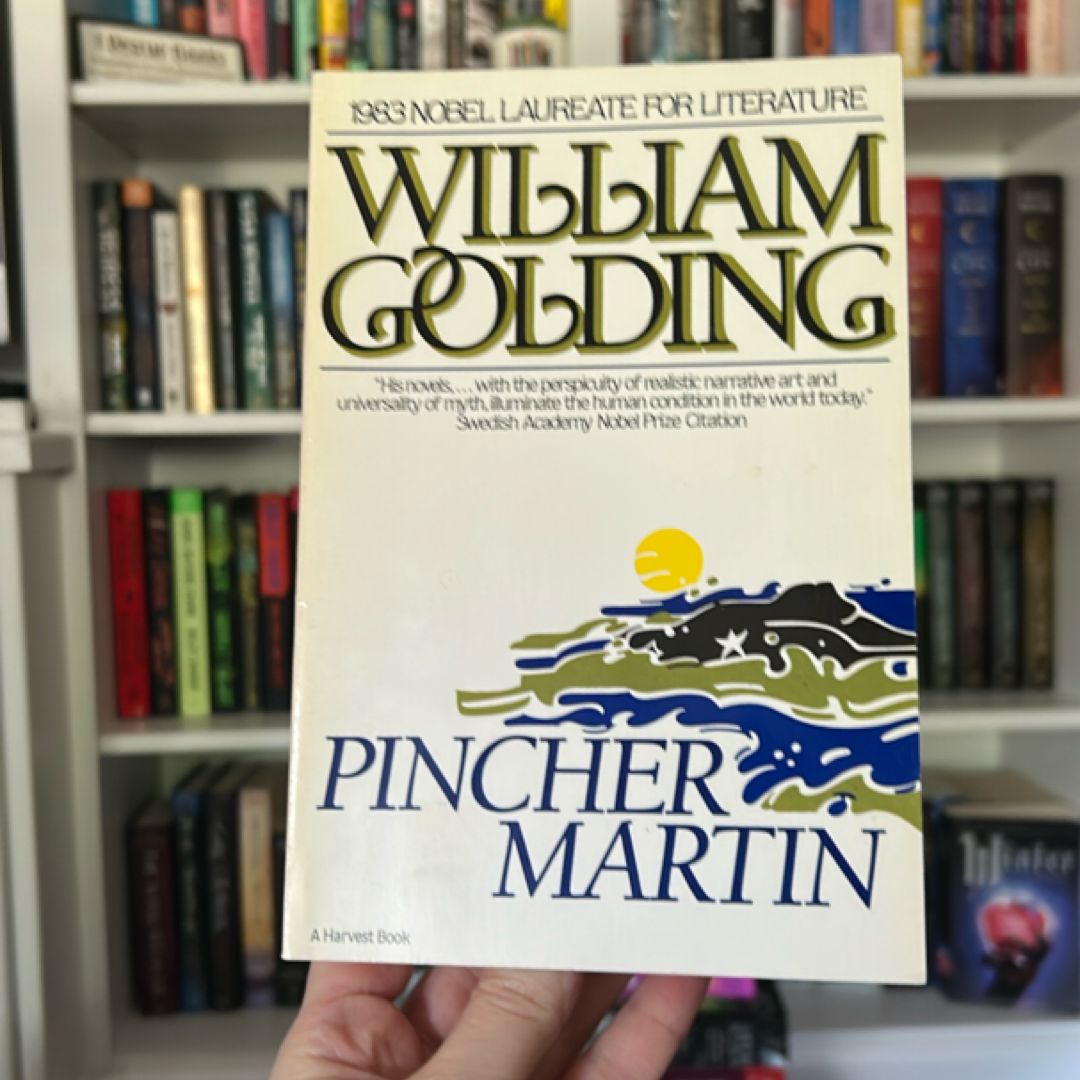 1983 NOBEL LAUREATE FOR LITERATURE
WILLIAM
GOLDING
"His novels, ... with the perspicuity of realistic narrative art and
universality of myth, illuminate the human condition in the world today."
Swedish Academy Nobel Prize Citation
PINCHER
MARTIN
A Harvest Book
Winter